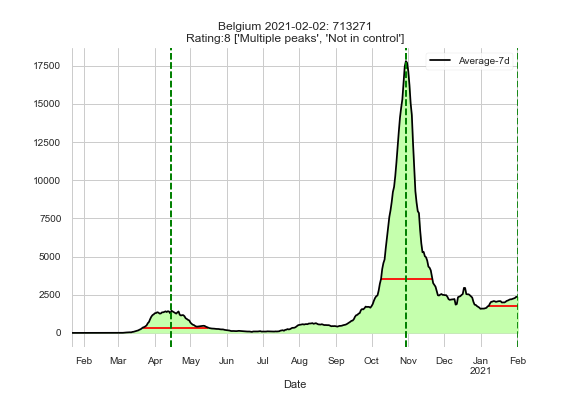 Belgium 2021-02-02: 713271
Rating:8 ['Multiple peaks', 'Not in control']
Average-7d
17500
15000
12500
10000
7500
5000
2500
0
Feb Mar Apr May Jun Jul Aug Sep Oct Nov Dec Jan Feb
2021
Date